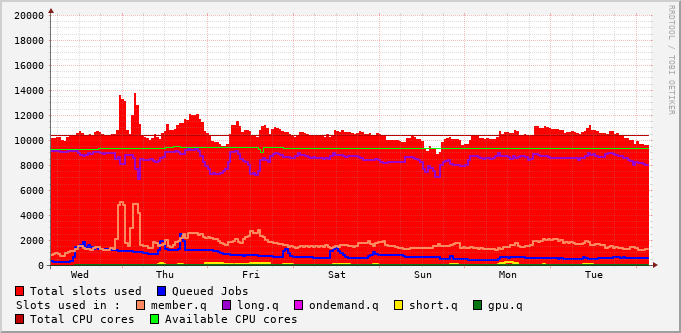 20000
18000
16000
14000
12000
10000
8000
6000
4000
2000
0
Wed Thu Fri Sat Sun Mon Tue
Total slots used Queued Jobs
Slots used in : member.q long.q ondemand.q short.q gpu.q
Total CPU cores Available CPU cores
RRDTOOL / TOBI OETIKER